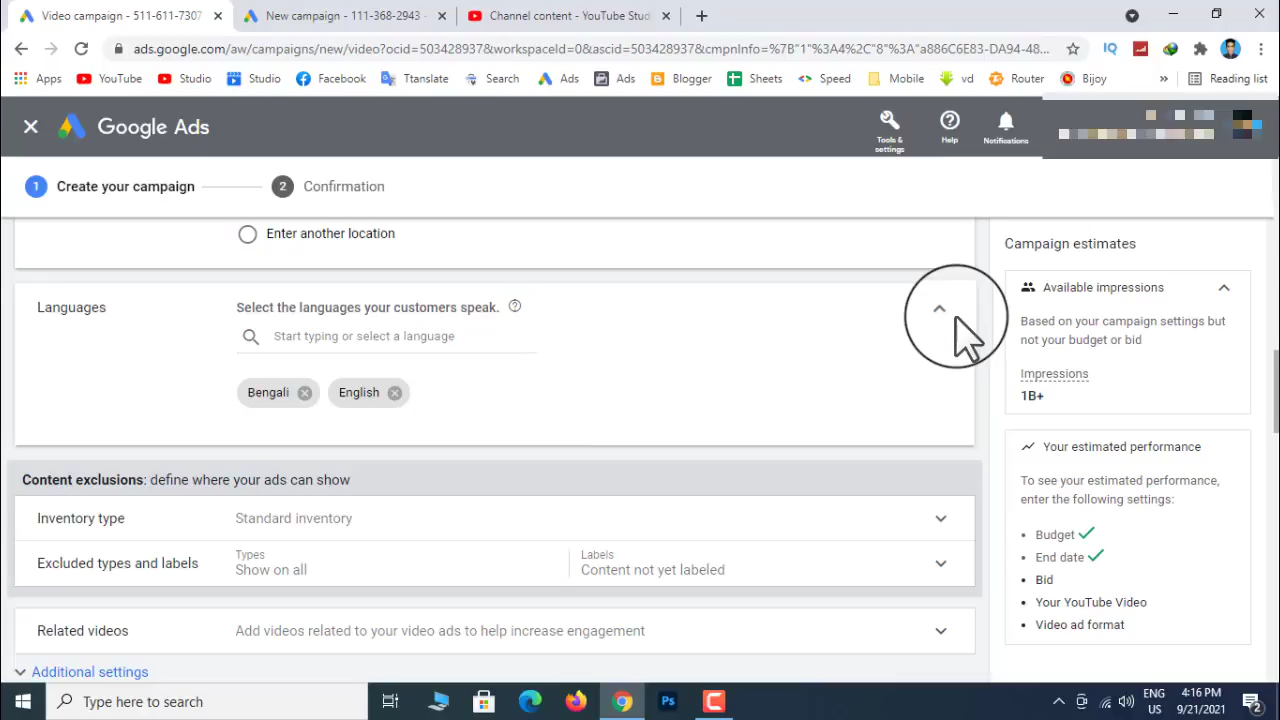 Video campaign - 511-611-7307
New campaign - 111-368-2943 -
Channel content - YouTube Stud
ads.google.com/aw/campaigns/new/video?ocid=503428937&workspaceId=0&ascid=503428937&cmpnInfo=%7B"1"%3A4%2C"8"%3A"a886C6E83-DA94-48...
IQ
Apps
YouTube
Studio
Studio
Facebook
Translate
Search
Ads
Ads
Blogger
Sheets
Speed
Mobile
vd
Router
Bijoy
»
Reading list
Google Ads
Tools &
settings
Help
Notifications
1 Create your campaign
2 Confirmation
Enter another location
Languages
Select the languages your customers speak.
Start typing or select a language
Bengali
English
Content exclusions: define where your ads can show
Inventory type
Standard inventory
Excluded types and labels
Types
Show on all
Labels
Content not yet labeled
Related videos
Add videos related to your video ads to help increase engagement
Additional settings
Campaign estimates
Available impressions
Based on your campaign settings but
not your budget or bid
Impressions
1B+
Your estimated performance
To see your estimated performance,
enter the following settings:
• Budget
• End date
• Bid
• Your YouTube Video
• Video ad format
Type here to search
Ps
C
ENG
US
4:16 PM
9/21/2021
2